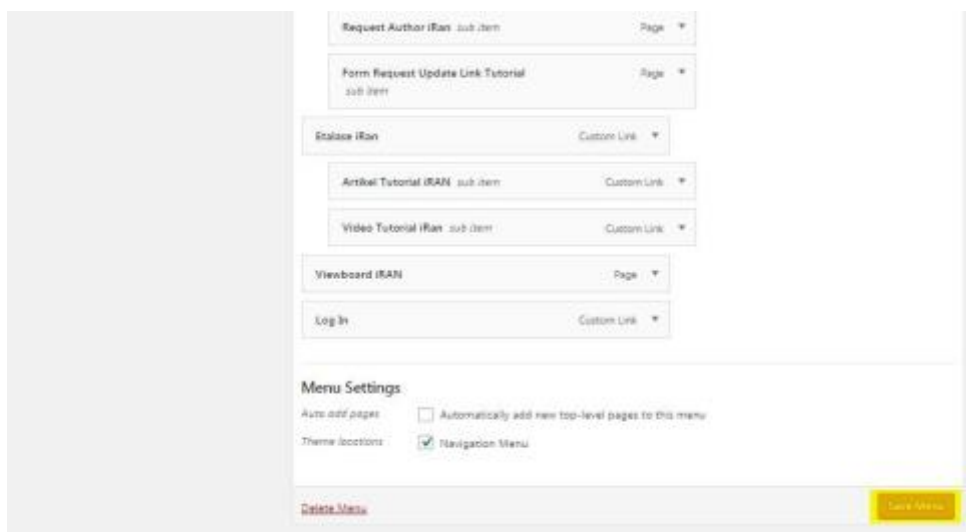 Request Author iRan sub item Page
Form Request Update Link Tutorial Page
sub item
Etalase iRan Custom Link
Artikel Tutorial iRAN sub item Custom Link
Video Tutorial iRan sub item Custom Link
Viewboard iRAN Page
Log In Custom Link
Menu Settings
Auto add pages Automatically add new top-level pages to this menu
Theme locations Navigation Menu
Delete Menu Save Menu